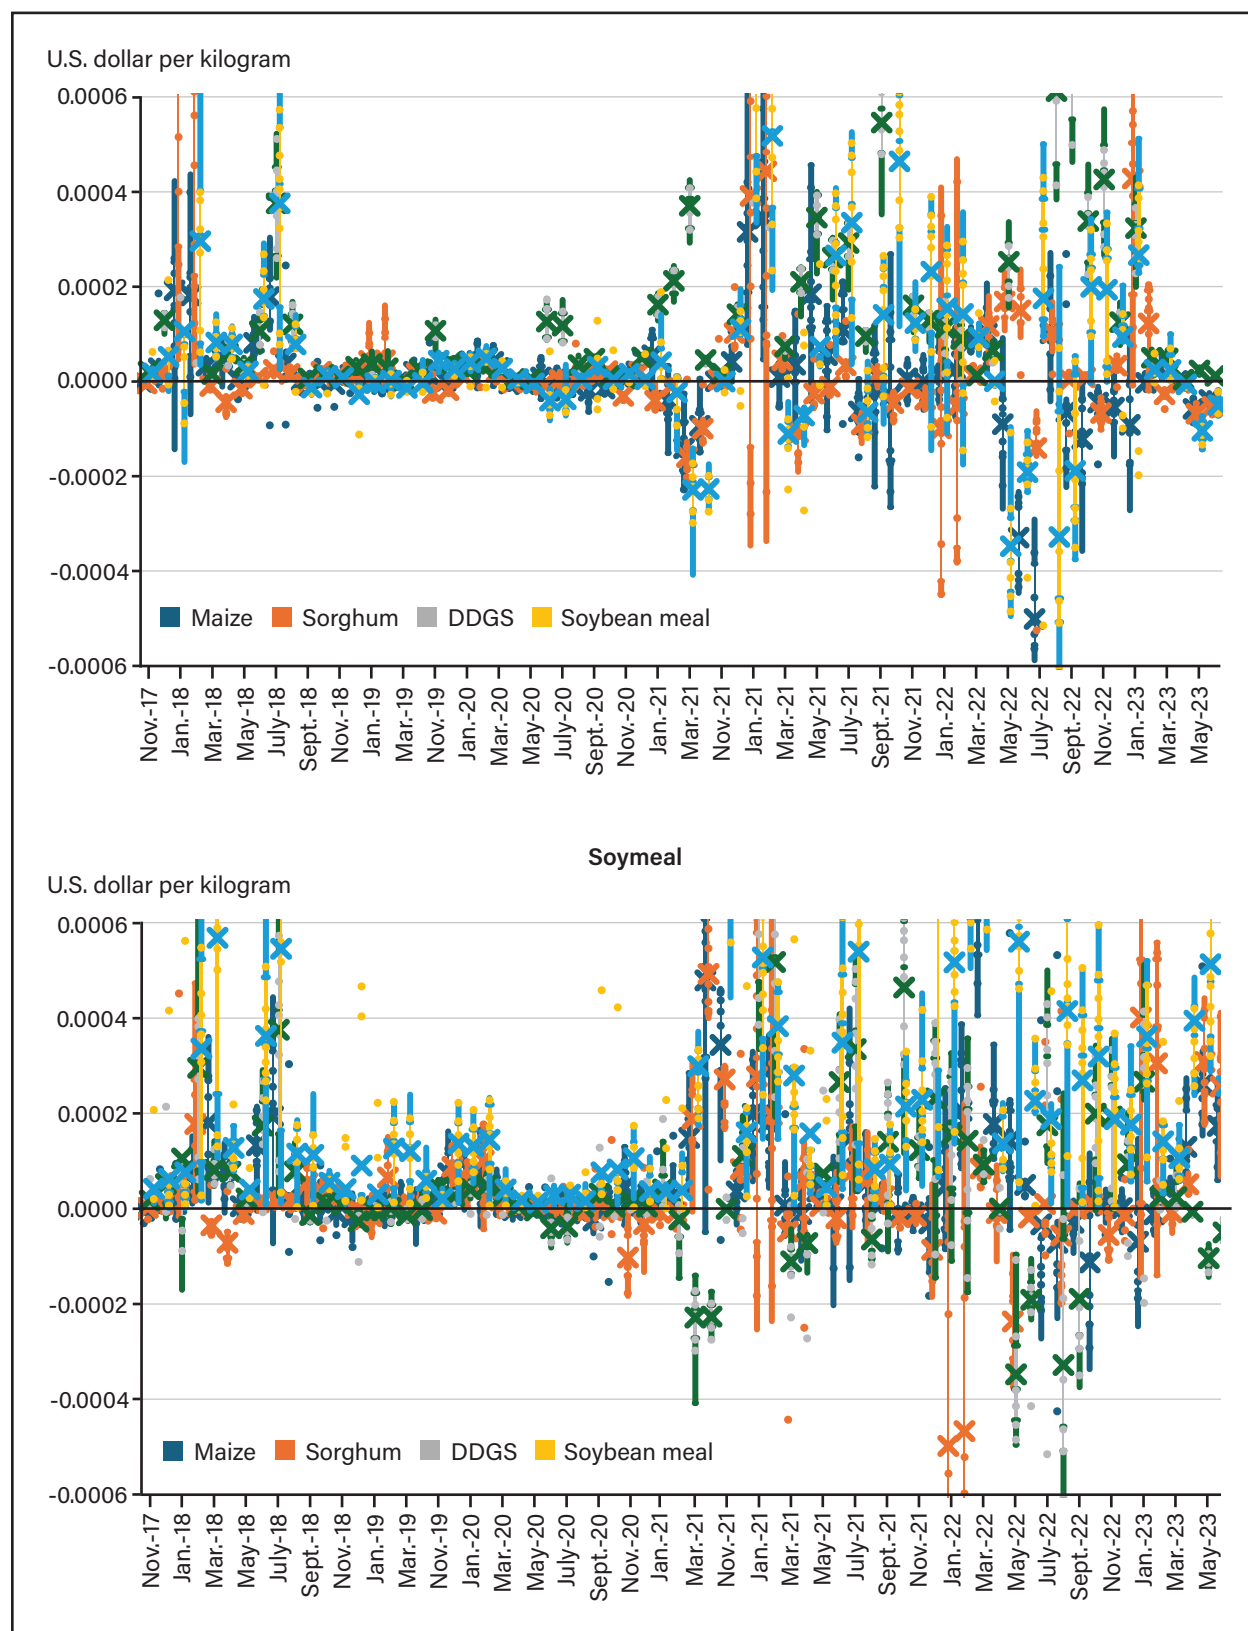 U.S. dollar per kilogram
0.0006
0.0004
0.0002
0.0000
-0.0002
-0.0004
-0.0006
Maize Sorghum DDGS Soybean meal
Nov.-17 Jan.-18 Mar.-18 May-18 July-18 Sept.-18 Nov.-18 Jan.-19 Mar.-19 Nov.-19 Jan.-20 Mar.-20 May-20 July-20 Sept.-20 Nov.-20 Jan.-21 Mar.-21 Nov.-21 Jan.-21 Mar.-21 May-21 July-21 Sept.-21 Nov.-21 Jan.-22 Mar.-22 May-22 July-22 Sept.-22 Nov.-22 Jan.-23 Mar.-23 May-23
Soymeal
U.S. dollar per kilogram
0.0006
0.0004
0.0002
0.0000
-0.0002
-0.0004
-0.0006
Maize Sorghum DDGS Soybean meal
Nov.-17 Jan.-18 Mar.-18 May-18 July-18 Sept.-18 Nov.-18 Jan.-19 Mar.-19 Nov.-19 Jan.-20 Mar.-20 May-20 July-20 Sept.-20 Nov.-20 Jan.-21 Mar.-21 Nov.-21 Jan.-21 Mar.-21 May-21 July-21 Sept.-21 Nov.-21 Jan.-22 Mar.-22 May-22 July-22 Sept.-22 Nov.-22 Jan.-23 Mar.-23 May-23